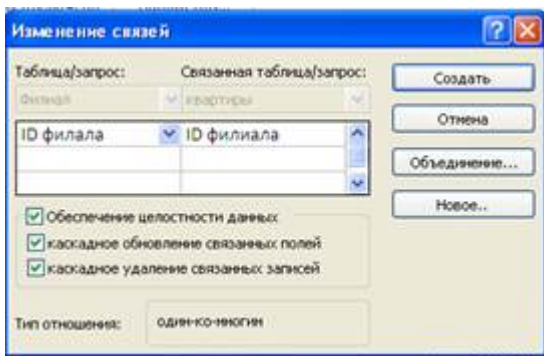 Изменение связей
Таблица/запрос: Связанная таблица/запрос:
Филиал квартиры
ID филала ID филиала
Обеспечение целостности данных
каскадное обновление связанных полей
каскадное удаление связанных записей
Тип отношения: один-ко-многим
Создать
Отмена
Объединение...
Новое..